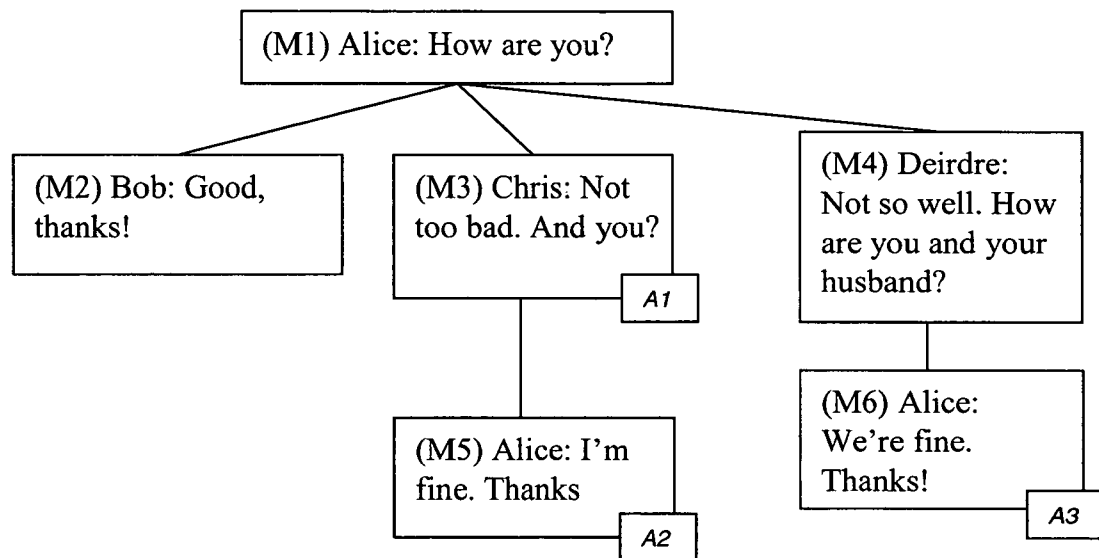 (M1) Alice: How are you?
(M2) Bob: Good,
thanks!
(M3) Chris: Not
too bad. And you?
A1
(M4) Deirdre:
Not so well. How
are you and your
husband?
(M5) Alice: I'm
fine. Thanks
A2
(M6) Alice:
We're fine.
Thanks!
A3